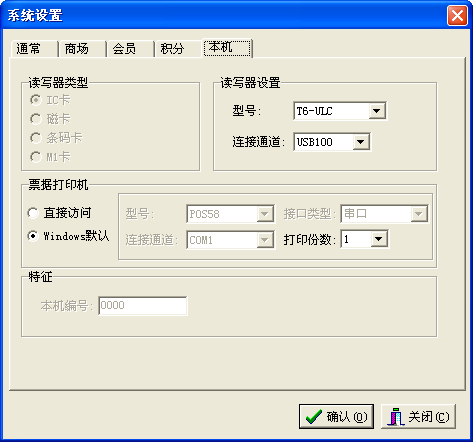 系统设置
通常 商场 会员 积分 本机
读写器类型
IC卡
磁卡
条码卡
M1卡
读写器设置
型号: T6-ULC
连接通道: USB100
票据打印机
直接访问
Windows默认
型号: POS58 接口类型: 串口
连接通道: COM1 打印份数: 1
特征
本机编号: 0000
确认(O) 关闭(C)